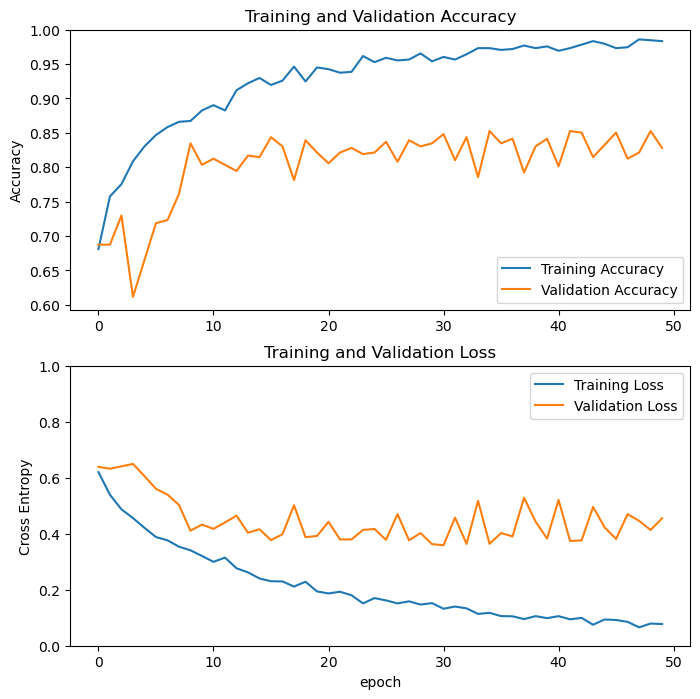 Training and Validation Accuracy
1.00
0.95
0.90
0.85
0.80
0.75
0.70
0.65
0.60
Accuracy
Training Accuracy
Validation Accuracy
0 10 20 30 40 50
Training and Validation Loss
1.0
0.8
0.6
0.4
0.2
0.0
Cross Entropy
Training Loss
Validation Loss
0 10 20 30 40 50
epoch